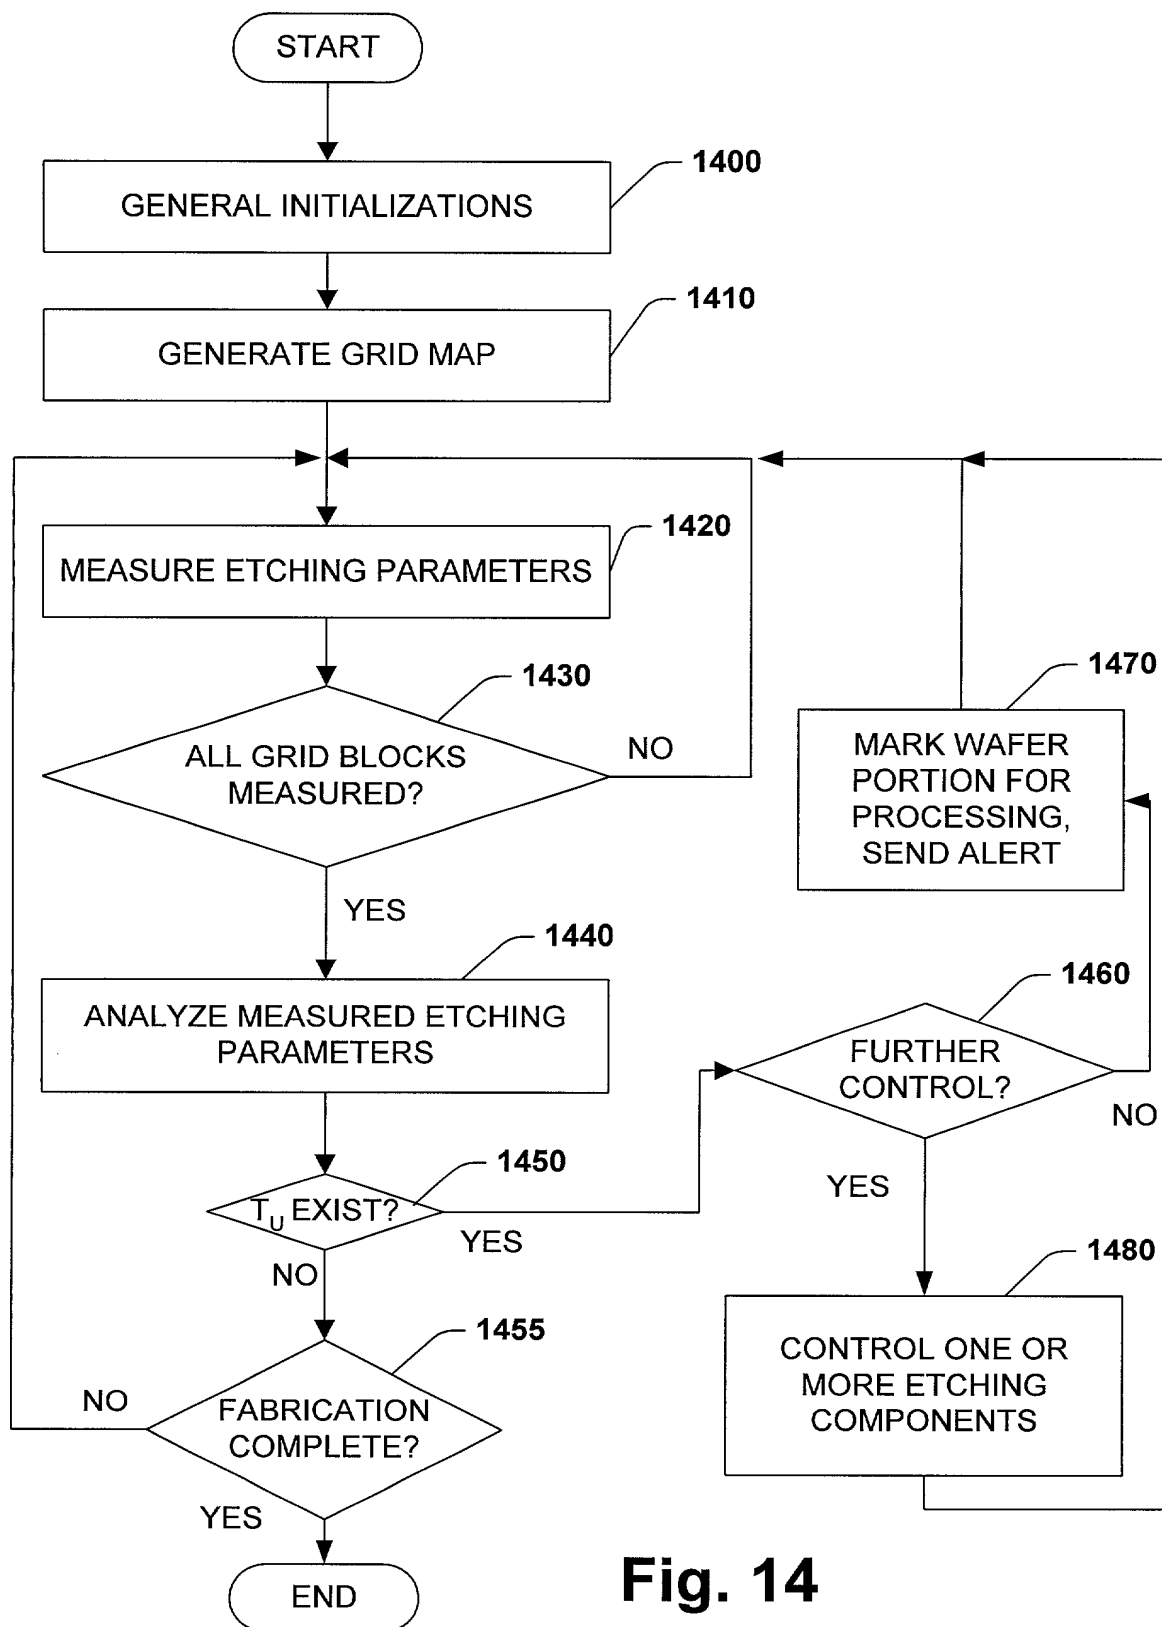 START
1400
GENERAL INITIALIZATIONS
1410
GENERATE GRID MAP
1420
MEASURE ETCHING PARAMETERS
1430
ALL GRID BLOCKS
MEASURED?
NO
YES
1440
ANALYZE MEASURED ETCHING
PARAMETERS
1450
TU EXIST?
YES
NO
1455
FABRICATION
COMPLETE?
NO
YES
END
1470
MARK WAFER
PORTION FOR
PROCESSING,
SEND ALERT
1460
FURTHER
CONTROL?
NO
YES
1480
CONTROL ONE OR
MORE ETCHING
COMPONENTS
Fig. 14